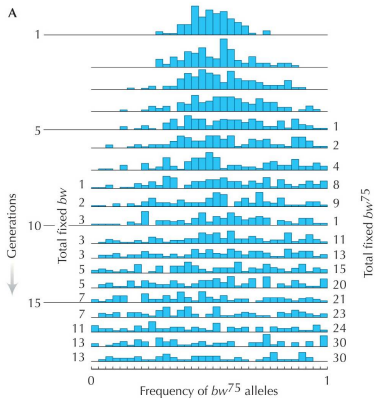 A
1
5 1
2
4
1 8
2 9
10 3 1
3 11
3 13
5 15
5 20
15 7 21
7 23
11 24
13 30
13 30
Generations
Total fixed bw
Total fixed bw75
0 1
Frequency of bw75 alleles